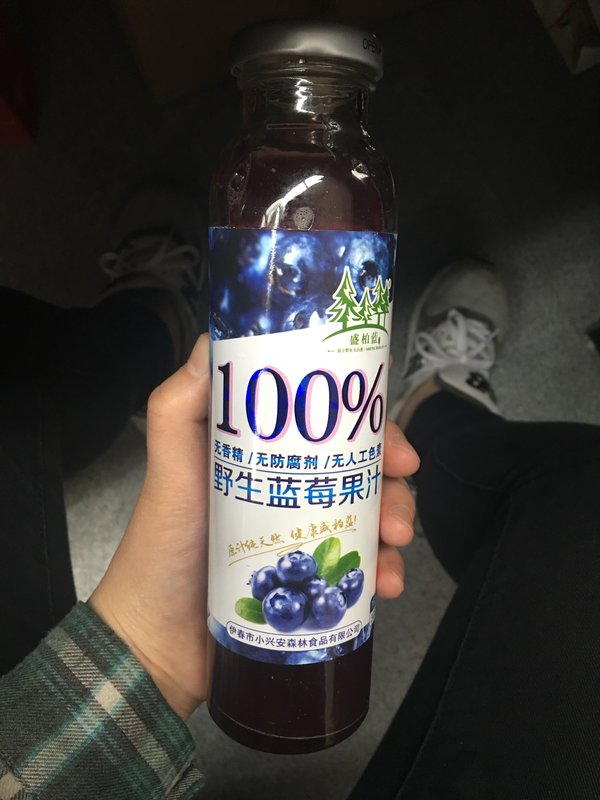 OPEN
盛柏蓝
100%
无香精 / 无防腐剂 / 无人工色素
野生蓝莓果汁
原汁纯天然 健康盛柏蓝!
伊春市小兴安森林食品有限公司